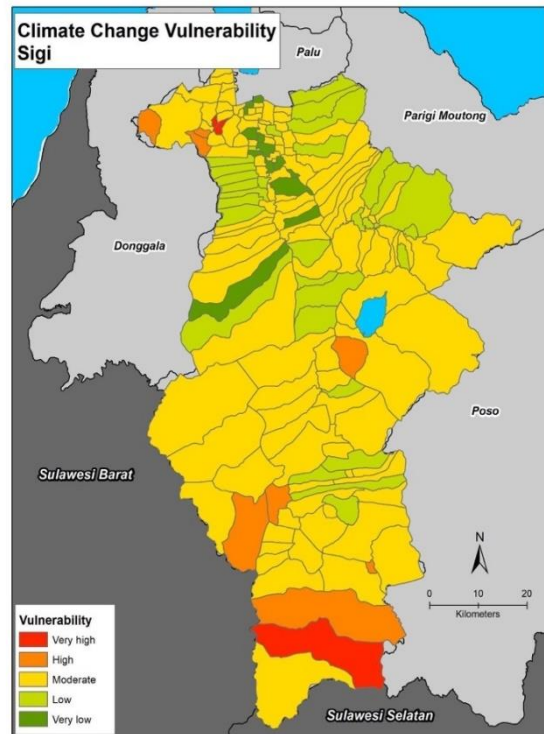 Climate Change Vulnerability
Sigi
Palu
Parigi Moutong
Donggala
Poso
Sulawesi Barat
N
0 10 20
Kilometers
Vulnerability
Very high
High
Moderate
Low
Very low
Sulawesi Selatan